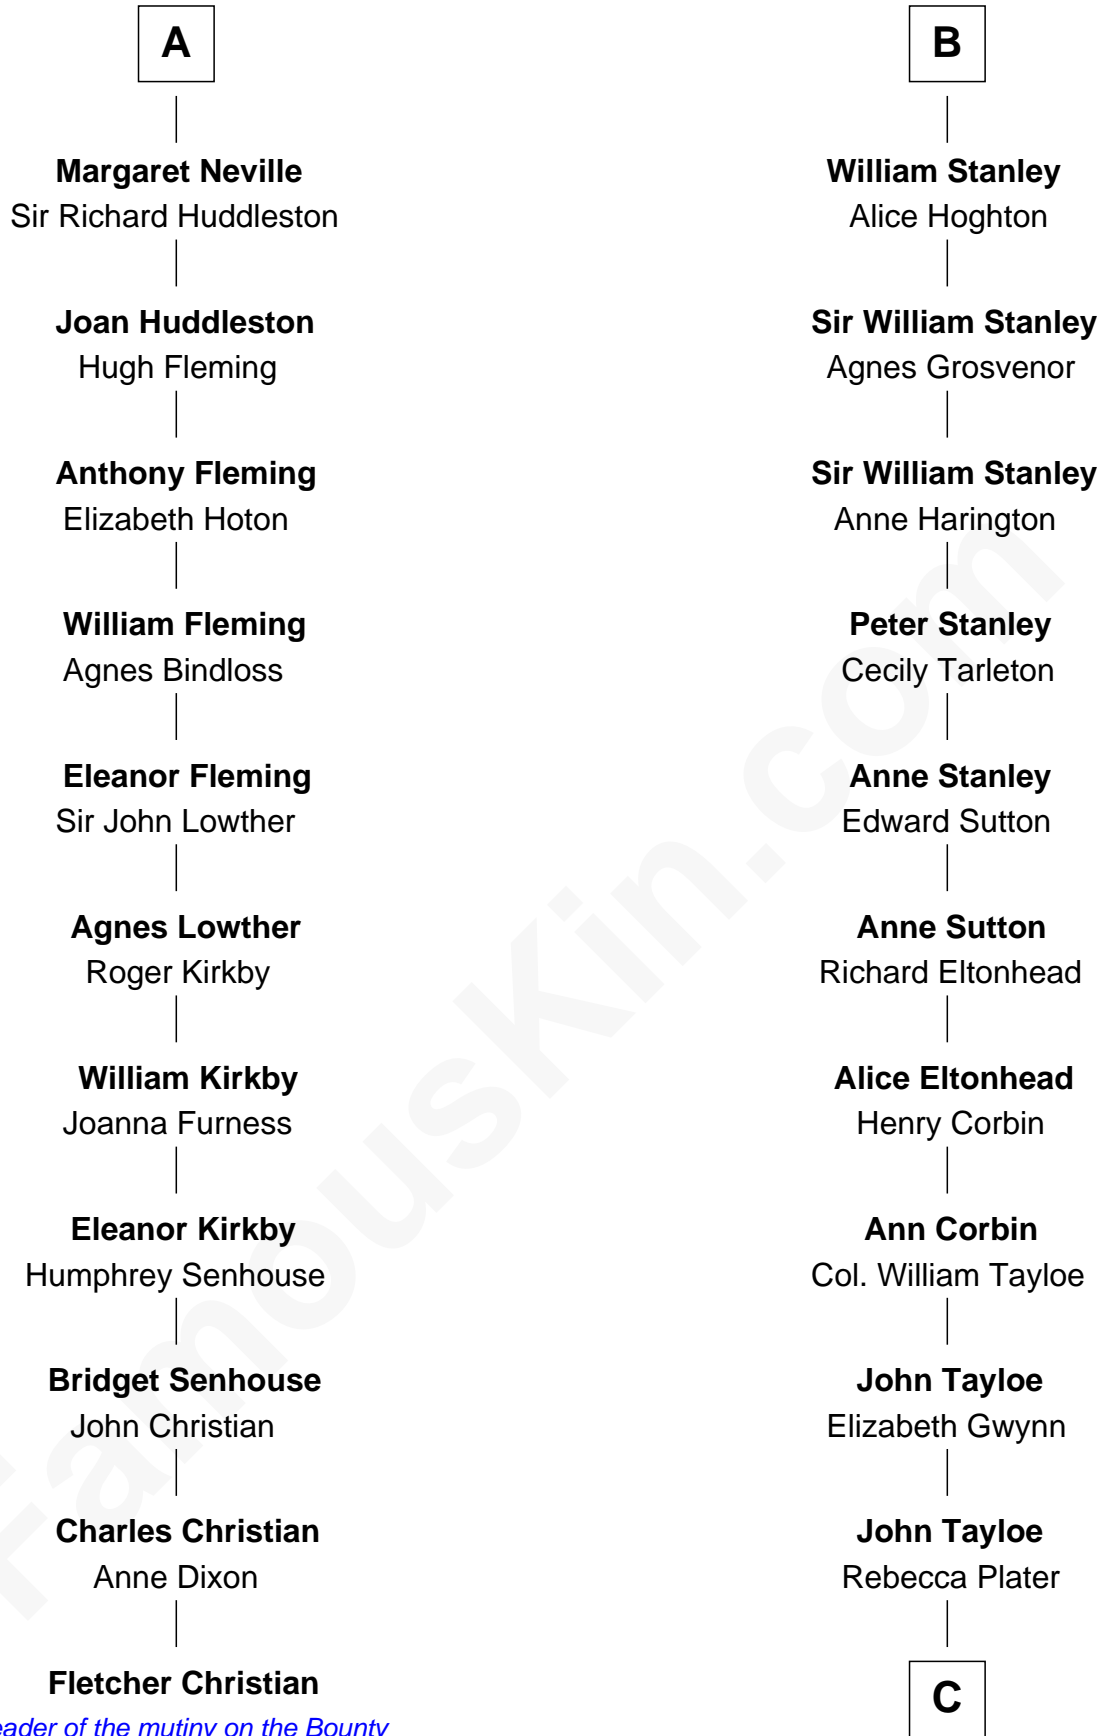 A
Margaret Neville
Sir Richard Huddleston
Joan Huddleston
Hugh Fleming
Anthony Fleming
Elizabeth Hoton
William Fleming
Agnes Bindloss
Eleanor Fleming
Sir John Lowther
Agnes Lowther
Roger Kirkby
William Kirkby
Joanna Furness
Eleanor Kirkby
Humphrey Senhouse
Bridget Senhouse
John Christian
Charles Christian
Anne Dixon
Fletcher Christian
eader of the mutiny on the Bounty
B
William Stanley
Alice Hoghton
Sir William Stanley
Agnes Grosvenor
Sir William Stanley
Anne Harington
Peter Stanley
Cecily Tarleton
Anne Stanley
Edward Sutton
Anne Sutton
Richard Eltonhead
Alice Eltonhead
Henry Corbin
Ann Corbin
Col. William Tayloe
John Tayloe
Elizabeth Gwynn
John Tayloe
Rebecca Plater
C
FamousKin.com